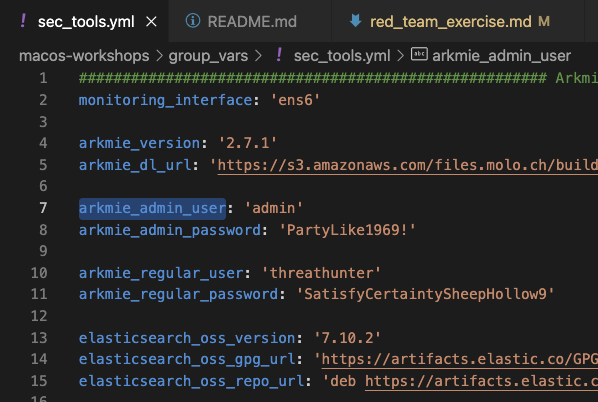 ! sec_tools.yml × ⓘ README.md red_team_exercise.md M
macos-workshops > group_vars > ! sec_tools.yml > abc arkmie_admin_user
1 ###################################################### Arkmi
2 monitoring_interface: 'ens6'
3
4 arkmie_version: '2.7.1'
5 arkmie_dl_url: 'https://s3.amazonaws.com/files.molo.ch/build
6
7 arkmie_admin_user: 'admin'
8 arkmie_admin_password: 'PartyLike1969!'
9
10 arkmie_regular_user: 'threathunter'
11 arkmie_regular_password: 'SatisfyCertaintySheepHollow9'
12
13 elasticsearch_oss_version: '7.10.2'
14 elasticsearch_oss_gpg_url: 'https://artifacts.elastic.co/GPG
15 elasticsearch_oss_repo_url: 'deb https://artifacts.elastic.c
16